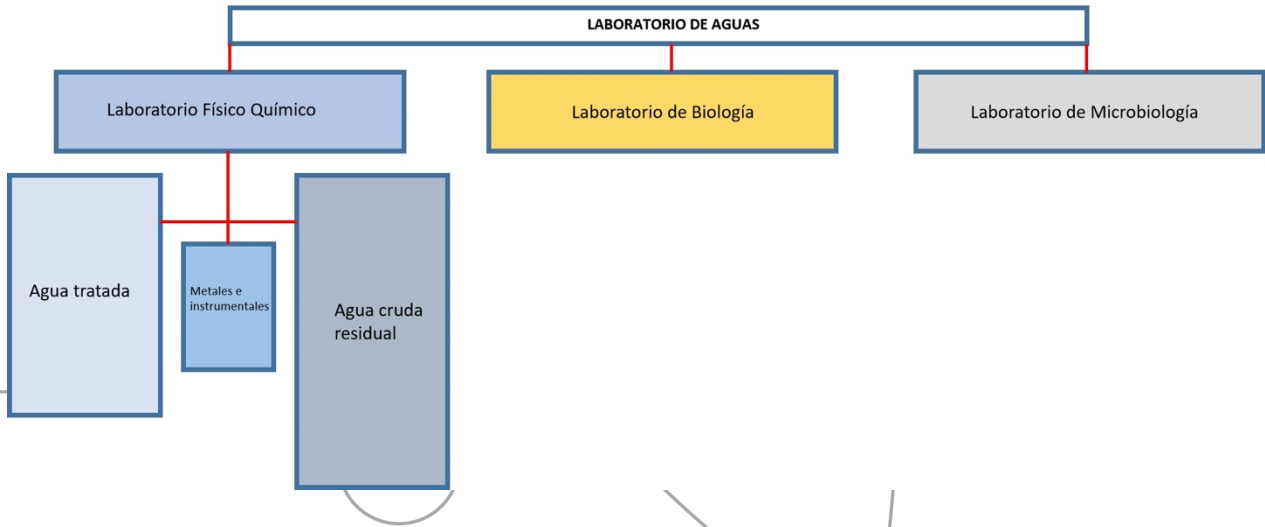 LABORATORIO DE AGUAS
Laboratorio Físico Químico
Laboratorio de Biología
Laboratorio de Microbiología
Agua tratada
Metales e
instrumentales
Agua cruda
residual